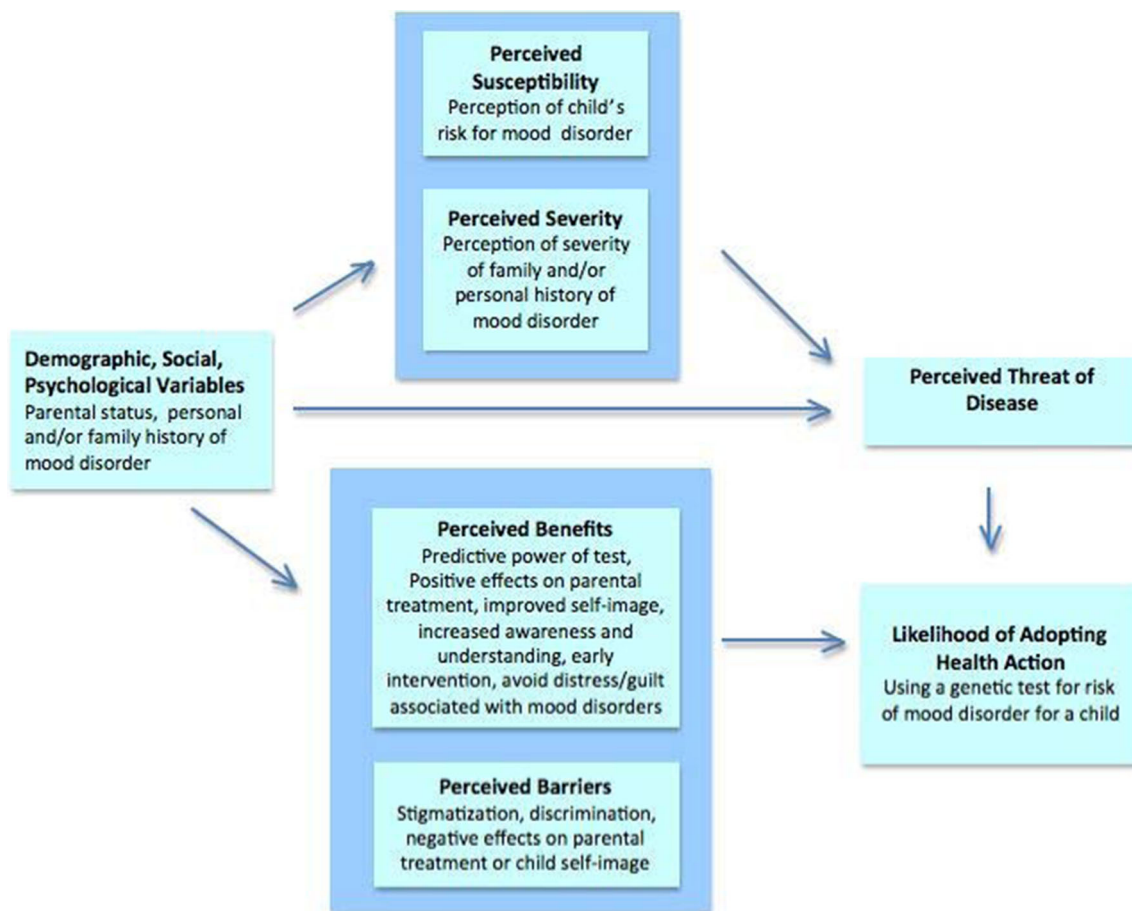 Perceived
Susceptibility
Perception of child's
risk for mood disorder
Perceived Severity
Perception of severity
of family and/or
personal history of
mood disorder
Demographic, Social,
Psychological Variables
Parental status, personal
and/or family history of
mood disorder
Perceived Threat of
Disease
Perceived Benefits
Predictive power of test,
Positive effects on parental
treatment, improved self-image,
increased awareness and
understanding, early
intervention, avoid distress/guilt
associated with mood disorders
Likelihood of Adopting
Health Action
Using a genetic test for risk
of mood disorder for a child
Perceived Barriers
Stigmatization, discrimination,
negative effects on parental
treatment or child self-image